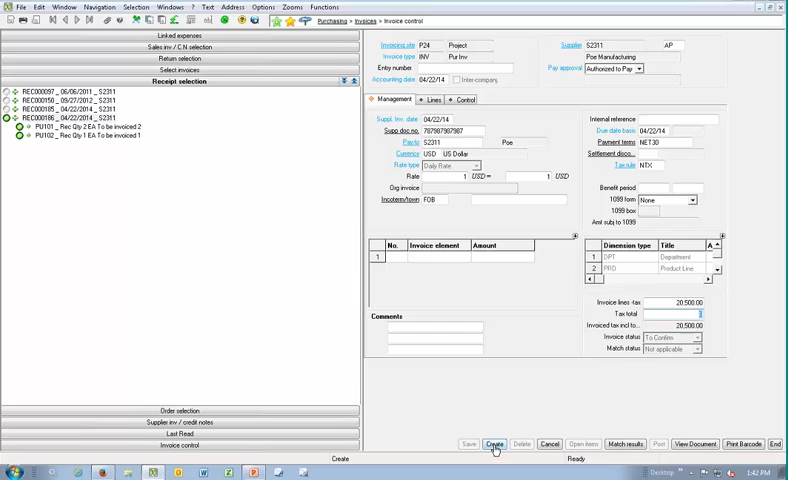 File Edit Navigation Windows Selection Windows ? Text Address Options Zooms Functions
Purchasing > Invoices > Invoice control
Linked expenses
Sales inv / C N selection
Return selection
Select invoices
Receipt selection
REC000097 _ 06/06/2011 _ S2311
REC000150 _ 09/27/2012 _ S2311
REC000185 _ 04/22/2014 _ S2311
REC000186 _ 04/22/2014 _ S2311
PU101 _ Rec Qty 2 EA To be invoiced 2
PU102 _ Rec Qty 1 EA To be invoiced 1
Order selection
Supplier inv / credit notes
Last Read
Invoice control
Invoicing site P24 Project
Invoice type INV Pur Inv
Entry number
Accounting date 04/22/14 Inter-company
Supplier S2311 AP
Poe Manufacturing
Pay approval Authorized to Pay
Management Lines Control
Suppl. Inv. date 04/22/14
Supp doc no. 787987987987
Pay-to S2311 Poe
Currence USD US Dollar
Rate type Daily Rate
Rate 1 USD = 1 USD
Org invoice
Incoterm/town FOB
Internal reference
Due date basis 04/22/14
Payment terms NET30
Settlement disco...
Tax rule NTX
Benefit period
1099 form None
1099 box
Amt subj to 1099
No. Invoice element Amount
1
Dimension type Title A
1 DPT Department
2 PRD Product Line
Comments
Invoice lines -tax 20,500.00
Tax total
Invoiced tax incl to... 20,500.00
Invoice status To Confirm
Match status Not applicable
Save Create Delete Cancel Open items Match results Post View Document Print Barcode End
Create Ready
Desktop 1:42 PM